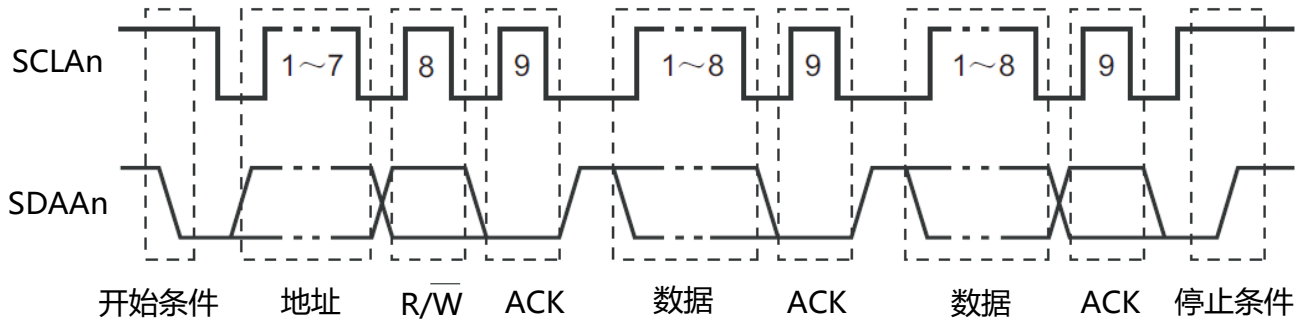 SCLAn 1～7 8 9 1～8 9 1～8 9
SDAAn
开始条件 地址 R/W̅ ACK 数据 ACK 数据 ACK 停止条件